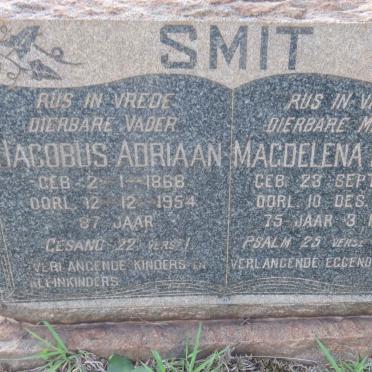 SMIT
RUS IN VREDE
DIERBARE VADER
JACOBUS ADRIAAN
GEB. 2-1-1868
OORL. 12-12-1954
87 JAAR
GESANG 22 VERS 1
VERLANGENDE KINDERS EN
KLEINKINDERS
RUS IN
DIERBARE
MAGDELENA
GEB. 23 SEPT
OORL. 10 DES.
75 JAAR 3
PSALM 25 VERSE
VERLANGENDE EGGENO